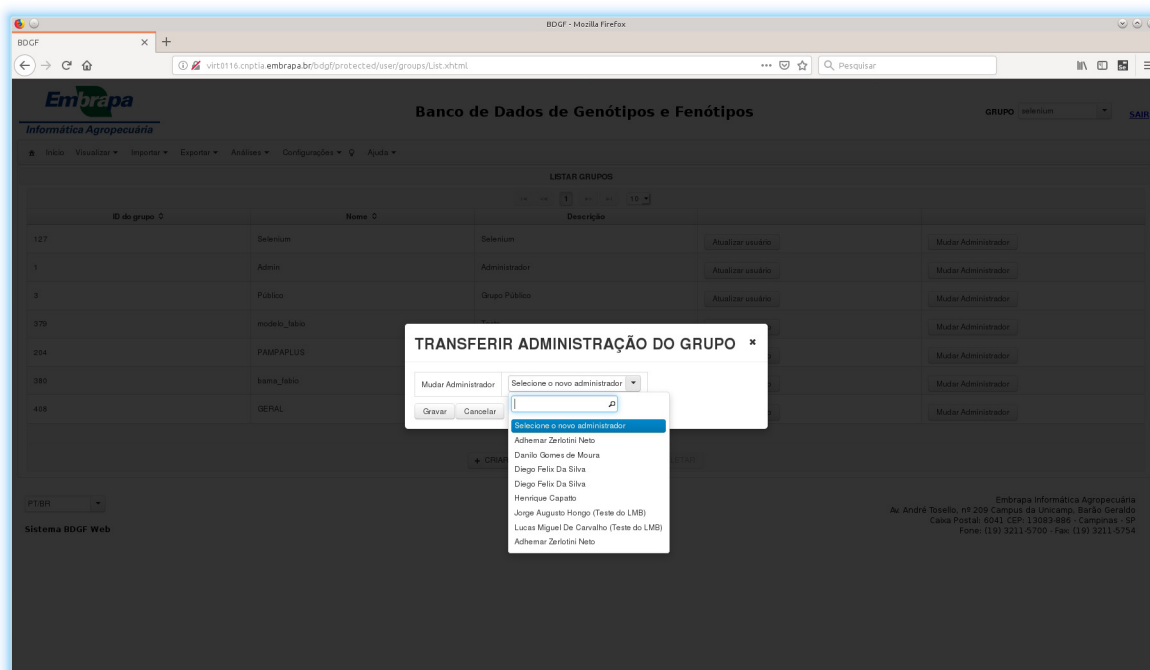 BDGF - Mozilla Firefox
BDGF
virt0116.cnptia.embrapa.br/bdgf/protected/user/groups/List.xhtml
Pesquisar
Embrapa
Informática Agropecuária
Banco de Dados de Genótipos e Fenótipos
GRUPO selenium
SAIR
Início Visualizar Importar Exportar Análises Configurações Ajuda
LISTAR GRUPOS
1 10
ID do grupo Nome Descrição
127 Selenium Selenium Atualizar usuário Mudar Administrador
1 Admin Administrador Atualizar usuário Mudar Administrador
3 Público Grupo Público Atualizar usuário Mudar Administrador
379 modelo_fabio Mudar Administrador
204 PAMPAPLUS Mudar Administrador
380 Mudar Administrador
408 GERAL Mudar Administrador
TRANSFERIR ADMINISTRAÇÃO DO GRUPO
Mudar Administrador Selecione o novo administrador
Gravar Cancelar
Selecione o novo administrador
Adhemar Zerlotini Neto
Danilo Gomes de Moura
Diego Felix Da Silva
Diego Felix Da Silva
Henrique Capatto
Jorge Augusto Hongo (Teste do LMB)
Lucas Miguel De Carvalho (Teste do LMB)
Adhemar Zerlotini Neto
+ CRIAR
PT/BR
Sistema BDGF Web
Embrapa Informática Agropecuária
Av. André Tosello, nº 209 Campus da Unicamp, Barão Geraldo
Caixa Postal: 6041 CEP: 13083-886 - Campinas - SP
Fone: (19) 3211-5700 - Fax: (19) 3211-5754